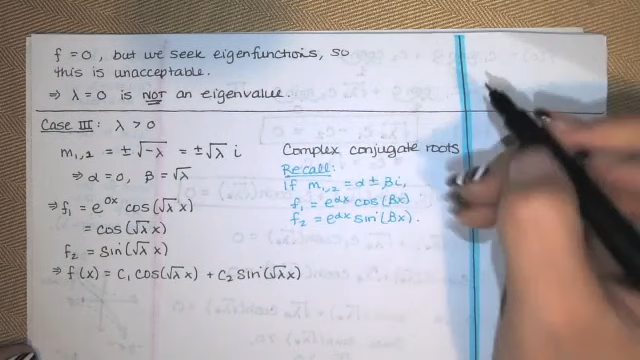 f = 0, but we seek eigenfunctions, so
this is unacceptable.
⇒ λ = 0 is NOT an eigenvalue.
Case III: λ > 0
m₁,₂ = ±√-λ = ±√λ i
Complex conjugate roots
⇒ α = 0, β = √λ
Recall:
If m₁,₂ = α ± βi,
f₁ = e^(αx) cos(βx)
f₂ = e^(αx) sin(βx).
⇒ f₁ = e^(0x) cos(√λ x)
= cos(√λ x)
f₂ = sin(√λ x)
⇒ f(x) = C₁ cos(√λ x) + C₂ sin(√λ x)